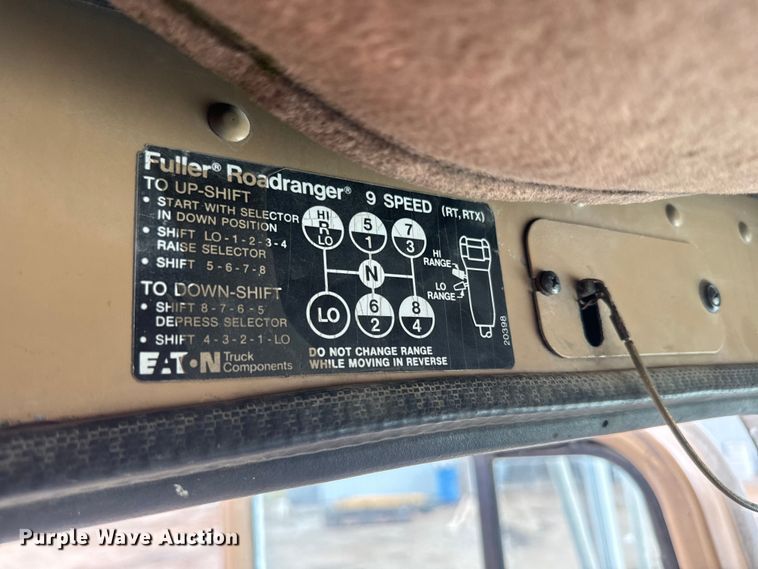 Fuller® Roadranger® 9 SPEED (RT, RTX)
TO UP-SHIFT
• START WITH SELECTOR
IN DOWN POSITION
• SHIFT LO-1-2-3-4
RAISE SELECTOR
• SHIFT 5-6-7-8
TO DOWN-SHIFT
• SHIFT 8-7-6-5
DEPRESS SELECTOR
• SHIFT 4-3-2-1-LO
EATON Truck
Components
HI
R
LO
5
1
7
3
N
LO
6
2
8
4
DO NOT CHANGE RANGE
WHILE MOVING IN REVERSE
HI
RANGE
LO
RANGE
20398
Purple Wave Auction